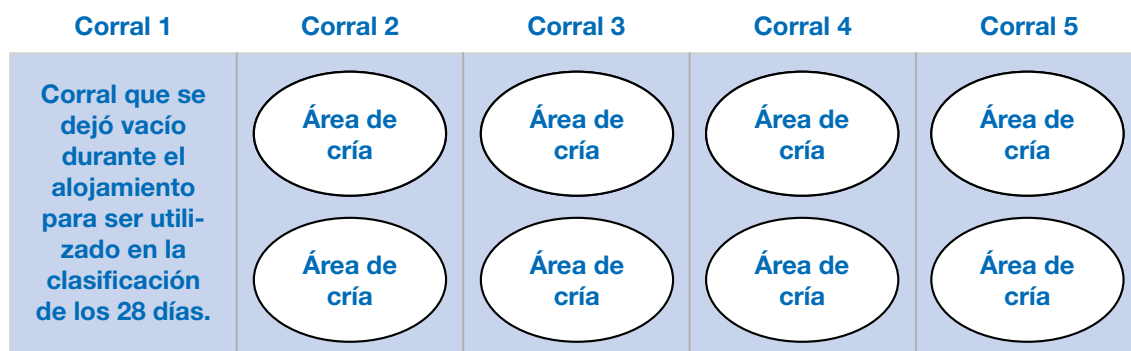 Corral 1
Corral 2
Corral 3
Corral 4
Corral 5
Corral que se
dejó vacío
durante el
alojamiento
para ser utili-
zado en la
clasificación
de los 28 días.
Área de
cría
Área de
cría
Área de
cría
Área de
cría
Área de
cría
Área de
cría
Área de
cría
Área de
cría